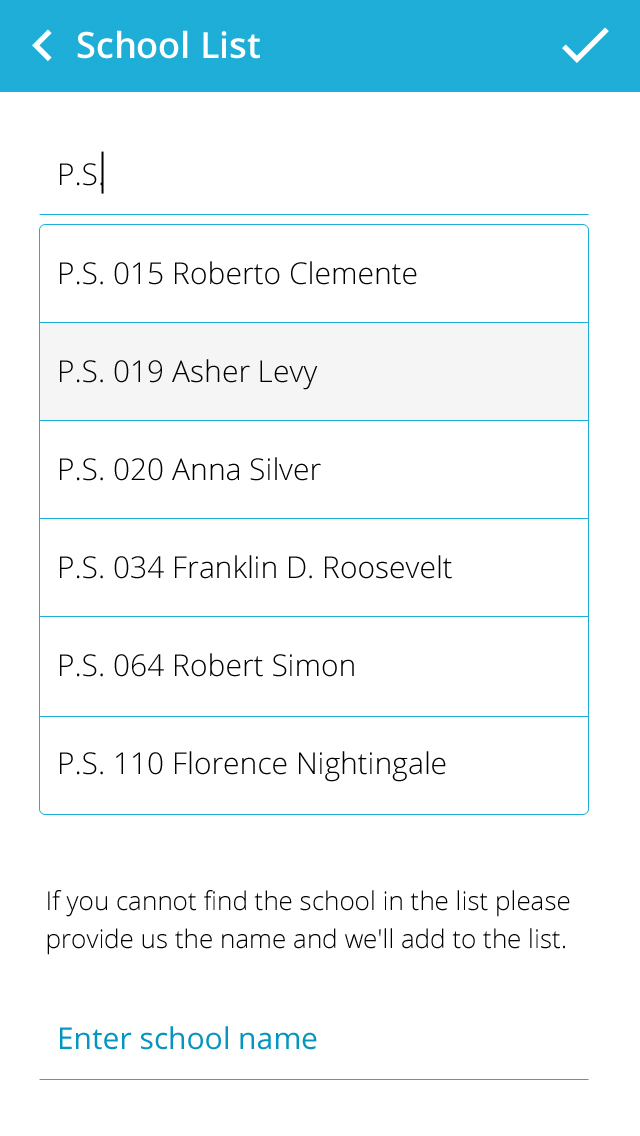 School List
P.S.
P.S. 015 Roberto Clemente
P.S. 019 Asher Levy
P.S. 020 Anna Silver
P.S. 034 Franklin D. Roosevelt
P.S. 064 Robert Simon
P.S. 110 Florence Nightingale
If you cannot find the school in the list please
provide us the name and we'll add to the list.
Enter school name